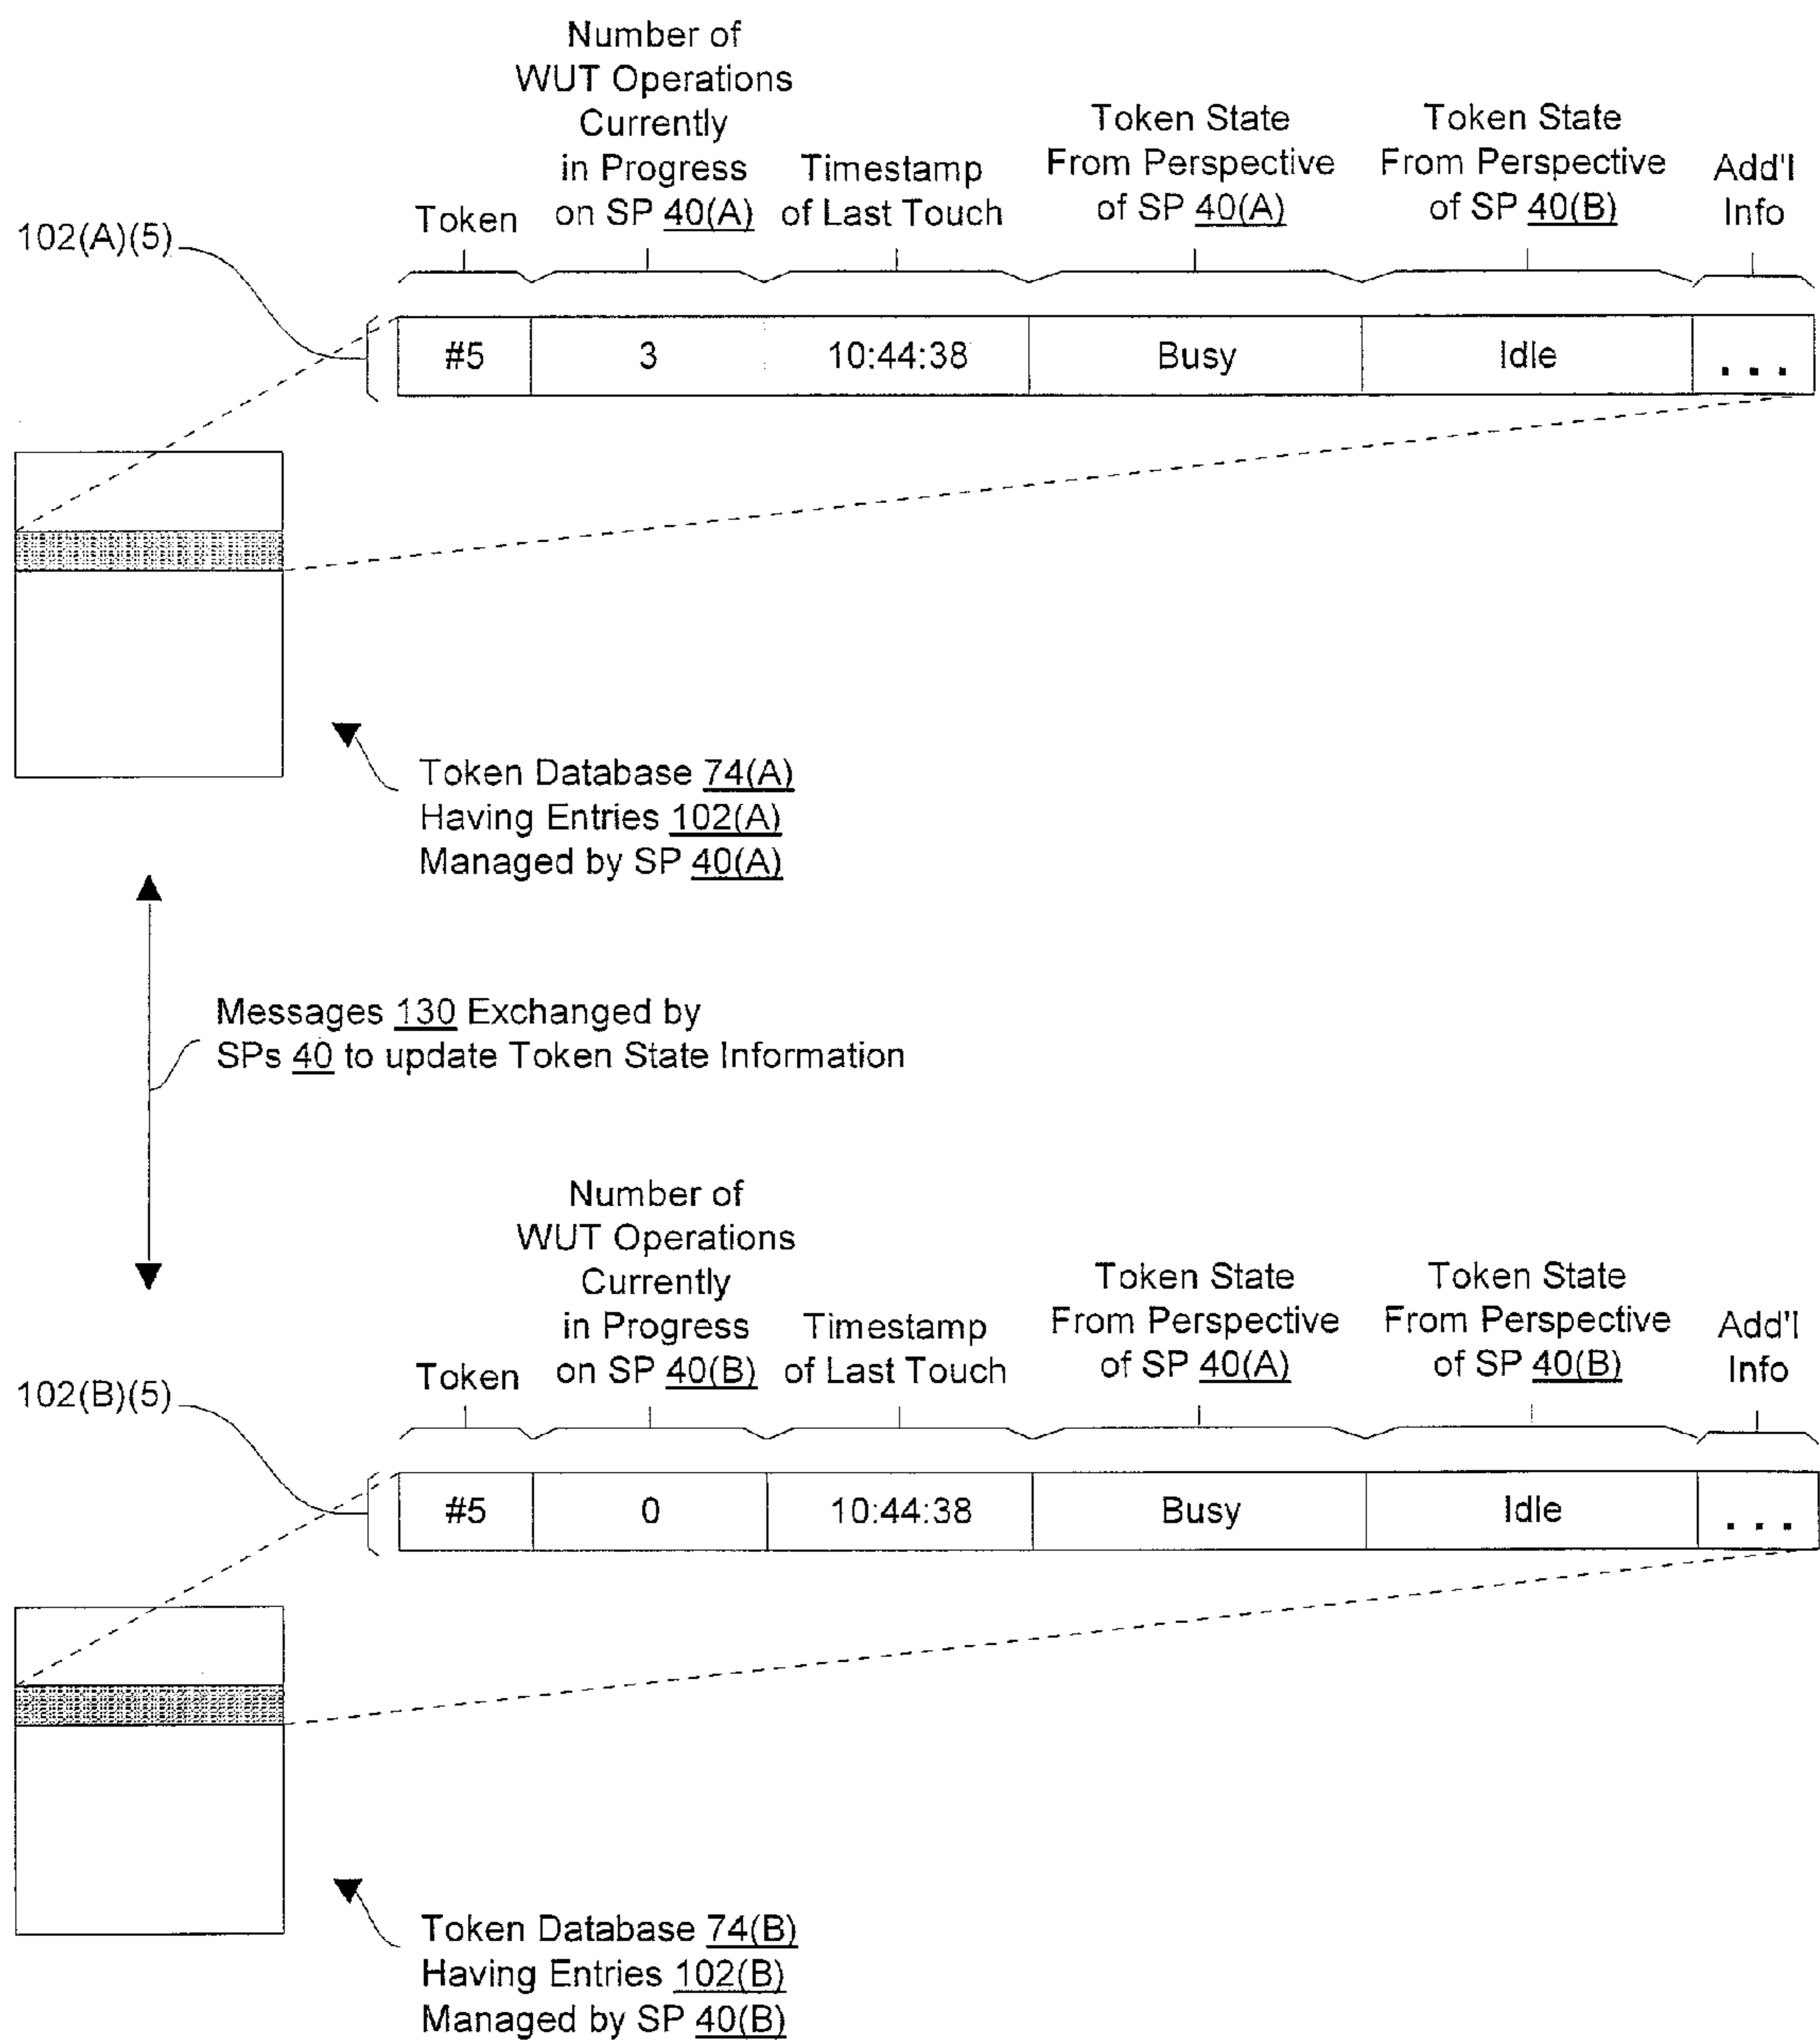 Number of
WUT Operations
Currently
in Progress
on SP 40(A)
Token
Timestamp
of Last Touch
Token State
From Perspective
of SP 40(A)
Token State
From Perspective
of SP 40(B)
Add'l
Info
102(A)(5)
#5 3 10:44:38 Busy Idle ...
Token Database 74(A)
Having Entries 102(A)
Managed by SP 40(A)
Messages 130 Exchanged by
SPs 40 to update Token State Information
Number of
WUT Operations
Currently
in Progress
on SP 40(B)
Token
Timestamp
of Last Touch
Token State
From Perspective
of SP 40(A)
Token State
From Perspective
of SP 40(B)
Add'l
Info
102(B)(5)
#5 0 10:44:38 Busy Idle ...
Token Database 74(B)
Having Entries 102(B)
Managed by SP 40(B)